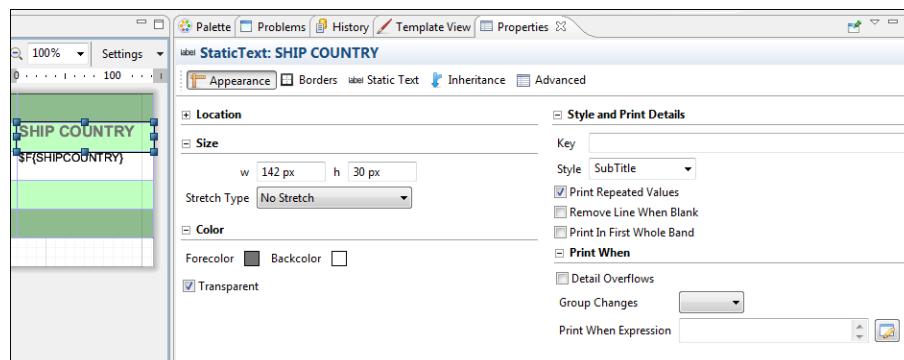 Palette Problems History Template View Properties
100% Settings
StaticText: SHIP COUNTRY
0 100
Appearance Borders Static Text Inheritance Advanced
SHIP COUNTRY
$F{SHIPCOUNTRY}
Location
Size
w 142 px h 30 px
Stretch Type No Stretch
Color
Forecolor Backcolor
Transparent
Style and Print Details
Key
Style SubTitle
Print Repeated Values
Remove Line When Blank
Print In First Whole Band
Print When
Detail Overflows
Group Changes
Print When Expression